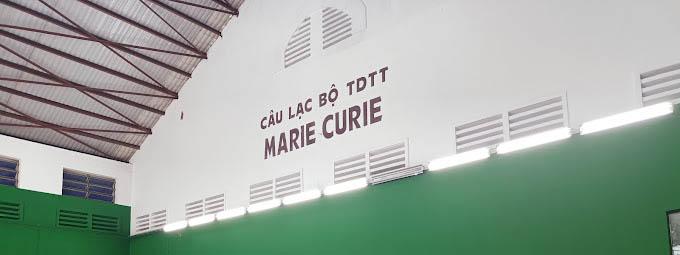 CÂU LẠC BỘ TDTT
MARIE CURIE